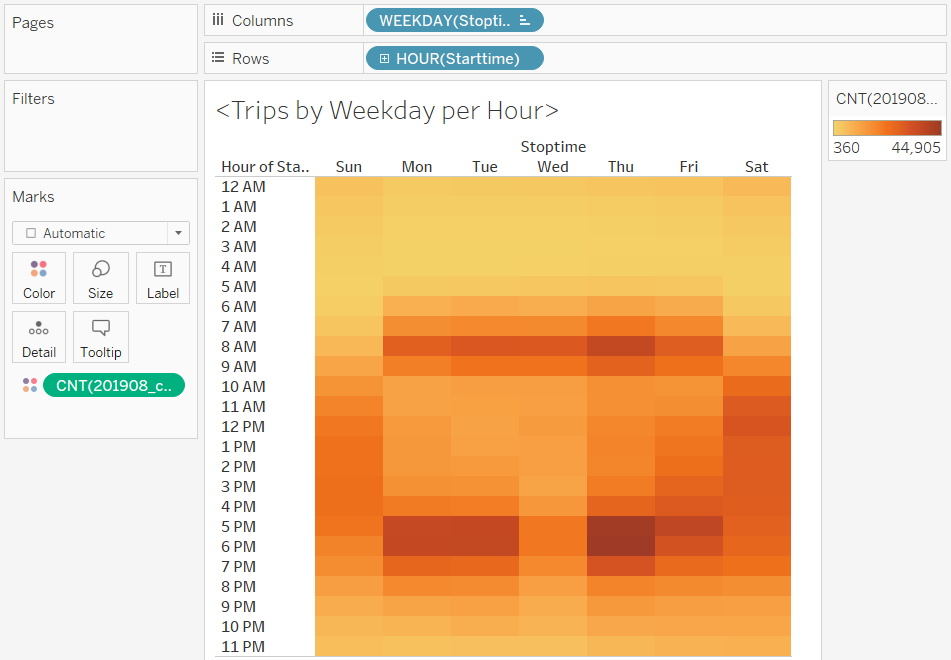 Pages
Columns
WEEKDAY(Stopti..
Rows
HOUR(Starttime)
Filters
Marks
Automatic
Color Size Label
T
Detail Tooltip
CNT(201908_c..
<Trips by Weekday per Hour>
Stoptime
Hour of Sta.. Sun Mon Tue Wed Thu Fri Sat
12 AM
1 AM
2 AM
3 AM
4 AM
5 AM
6 AM
7 AM
8 AM
9 AM
10 AM
11 AM
12 PM
1 PM
2 PM
3 PM
4 PM
5 PM
6 PM
7 PM
8 PM
9 PM
10 PM
11 PM
CNT(201908...
360 44,905